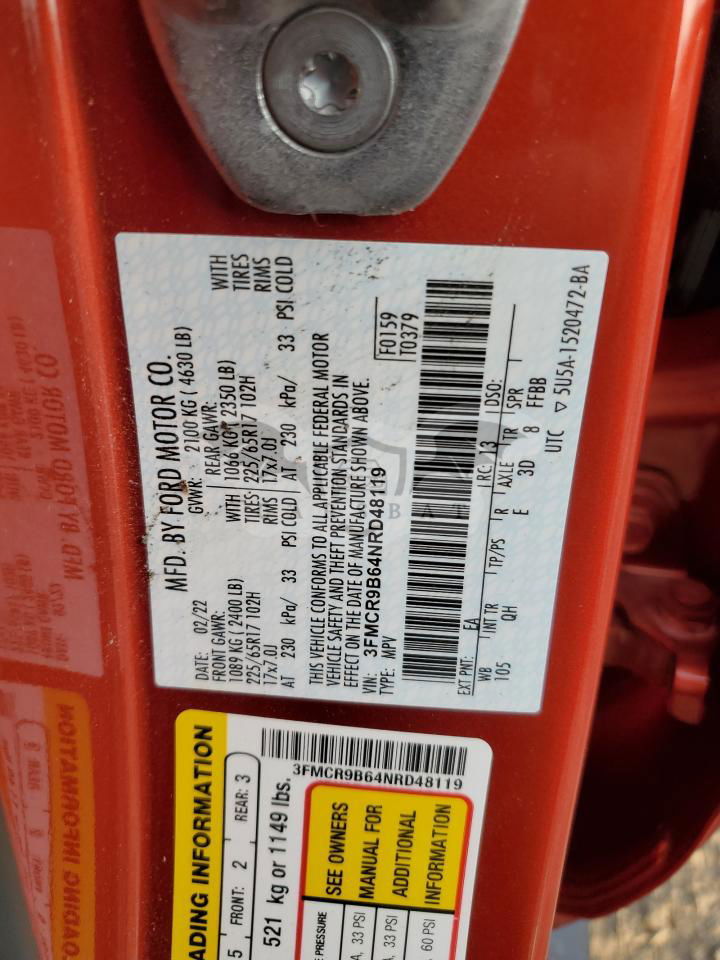 MFD. BY FORD MOTOR CO.
DATE: 02/22 GVWR: 2100 KG ( 4630 LB)
FRONT GAWR: REAR GAWR:
1089 KG ( 2400 LB) 1066 KG ( 2350 LB) WITH
225/65R17 102H TIRES: 225/65R17 102H TIRES
17x7.0J 17x7.0J RIMS
AT 230 kPa/ 33 PSI COLD AT 230 kPa/ 33 PSI COLD
WITH
TIRES
RIMS
THIS VEHICLE CONFORMS TO ALL APPLICABLE FEDERAL MOTOR
VEHICLE SAFETY AND THEFT PREVENTION STANDARDS IN
EFFECT ON THE DATE OF MANUFACTURE SHOWN ABOVE.
VIN: 3FMCR9B64NRD48119
TYPE: MPV
F0159
T0379
EXT PNT: EA RC: 13 DSO:
WB INT TR TP/PS R AXLE TR SPR
105 QH E 3D 8 FFBB
UTC ▽ 5U5A-1520472-BA
ADING INFORMATION
5 FRONT: 2 REAR: 3
521 kg or 1149 lbs.
3FMCR9B64NRD48119
E PRESSURE SEE OWNERS
MANUAL FOR
ADDITIONAL
INFORMATION
A, 33 PSI
A, 33 PSI
60 PSI